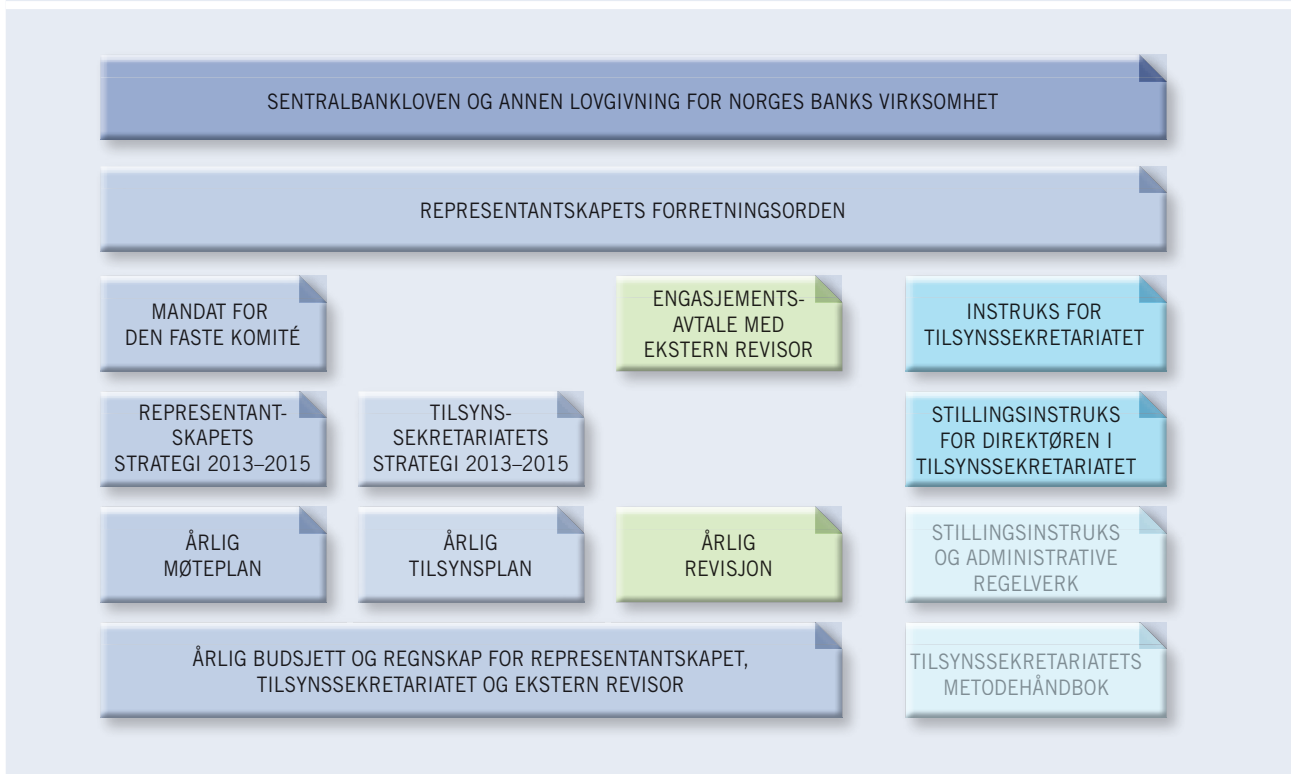 SENTRALBANKLOVEN OG ANNEN LOVGIVNING FOR NORGES BANKS VIRKSOMHET
REPRESENTANTSKAPETS FORRETNINGSORDEN
MANDAT FOR
DEN FASTE KOMITÉ
ENGASJEMENTS-
AVTALE MED
EKSTERN REVISOR
INSTRUKS FOR
TILSYNSSEKRETARIATET
REPRESENTANT-
SKAPETS
STRATEGI 2013–2015
TILSYNS-
SEKRETARIATETS
STRATEGI 2013–2015
STILLINGSINSTRUKS
FOR DIREKTØREN I
TILSYNSSEKRETARIATET
ÅRLIG
MØTEPLAN
ÅRLIG
TILSYNSPLAN
ÅRLIG
REVISJON
STILLINGSINSTRUKS
OG ADMINISTRATIVE
REGELVERK
ÅRLIG BUDSJETT OG REGNSKAP FOR REPRESENTANTSKAPET,
TILSYNSSEKRETARIATET OG EKSTERN REVISOR
TILSYNSSEKRETARIATETS
METODEHÅNDBOK